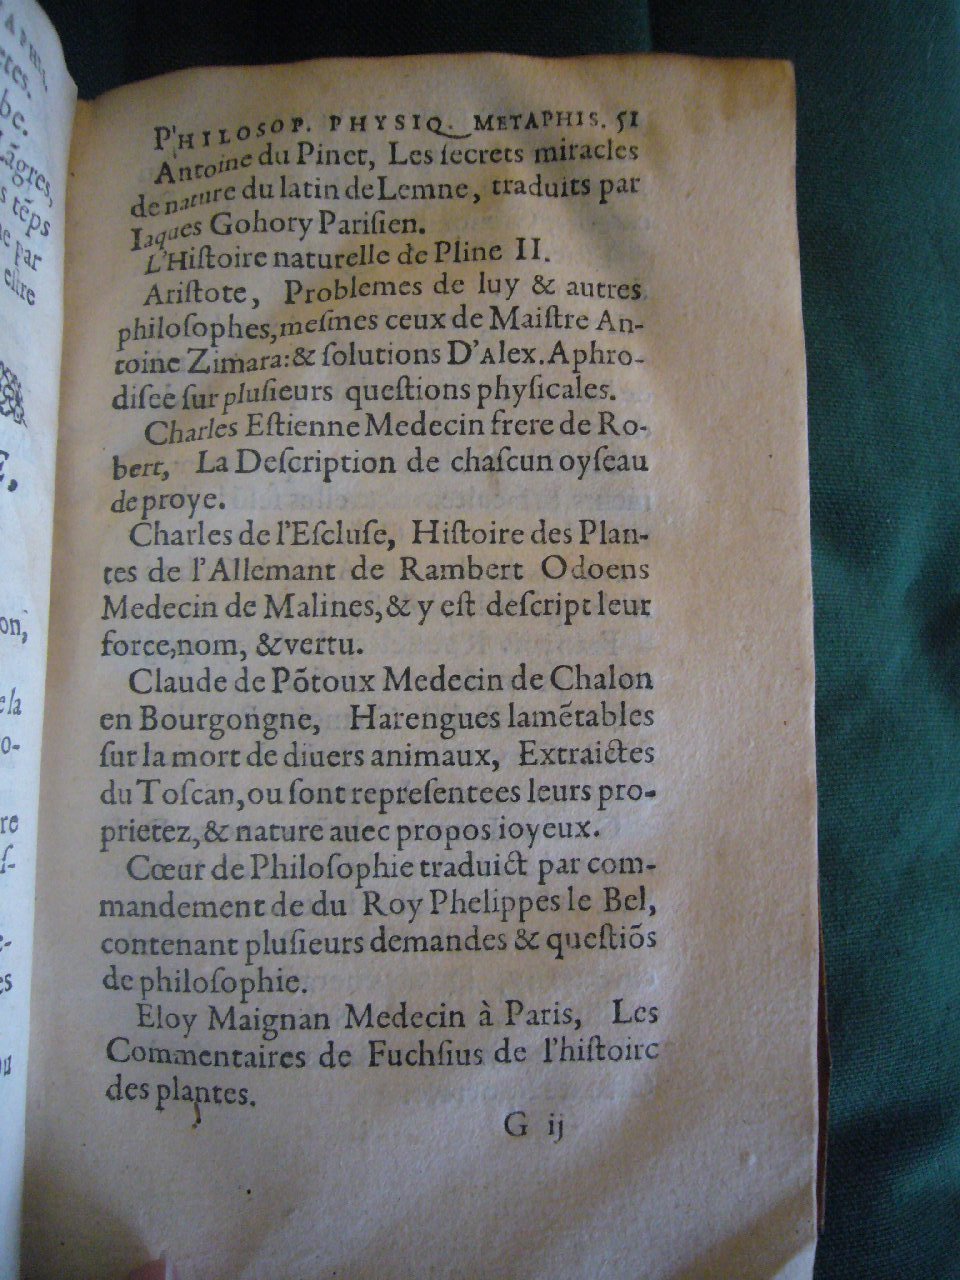 PHILOSOP. PHYSIQ. METAPHIS. 51
Antoine du Pinet, Les ſecrets miracles
de nature du latin de Lemne, traduits par
Iaques Gohory Pariſien.
L'Hiſtoire naturelle de Pline II.
Ariſtote, Problemes de luy & autres
philoſophes, meſmes ceux de Maiſtre An-
toine Zimara: & ſolutions D'Alex. Aphro-
diſee ſur pluſieurs queſtions phyſicales.
Charles Eſtienne Medecin frere de Ro-
bert, La Deſcription de chaſcun oyſeau
de proye.
Charles de l'Eſcluſe, Hiſtoire des Plan-
tes de l'Allemant de Rambert Odoens
Medecin de Malines, & y eſt deſcript leur
force, nom, & vertu.
Claude de Põtoux Medecin de Chalon
en Bourgongne, Harengues lamẽtables
ſur la mort de diuers animaux, Extraictes
du Toſcan, ou ſont repreſentees leurs pro-
prietez, & nature auec propos ioyeux.
Cœur de Philoſophie traduict par com-
mandement de du Roy Phelippes le Bel,
contenant pluſieurs demandes & queſtiõs
de philoſophie.
Eloy Maignan Medecin à Paris, Les
Commentaires de Fuchſius de l'hiſtoire
des plantes.
G ij